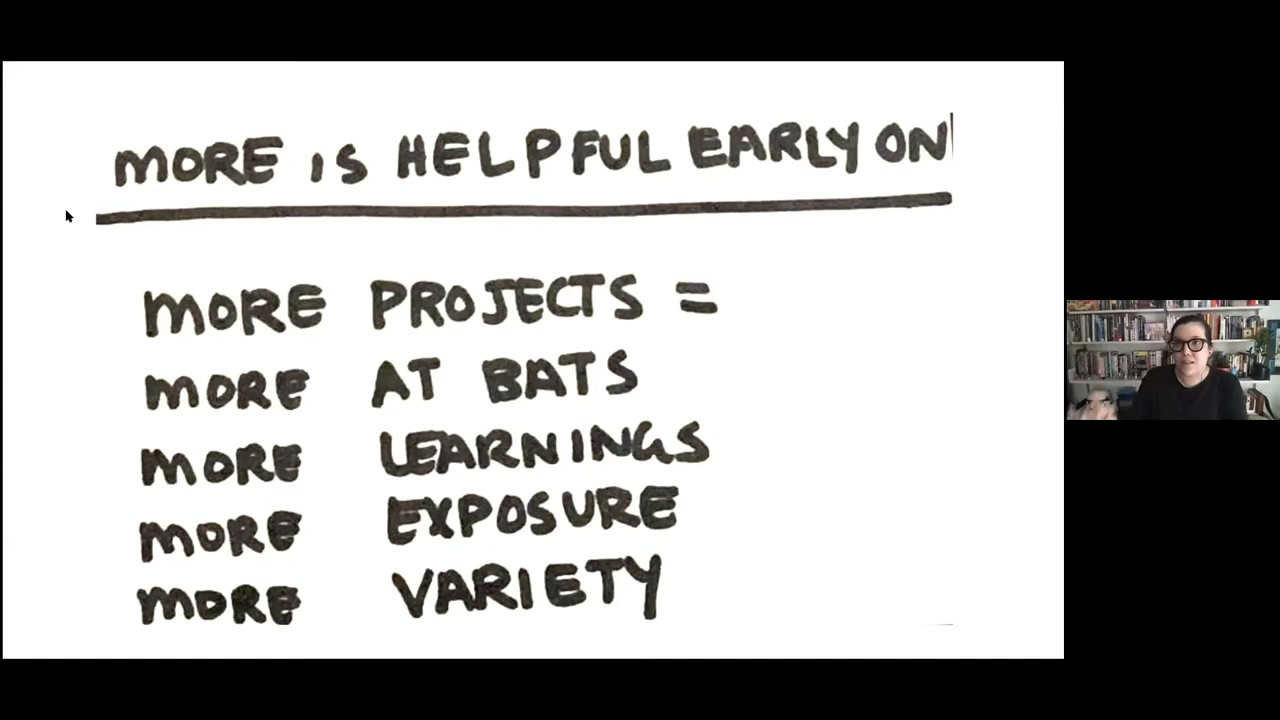 MORE IS HELPFUL EARLY ON
MORE PROJECTS =
MORE AT BATS
MORE LEARNINGS
MORE EXPOSURE
MORE VARIETY